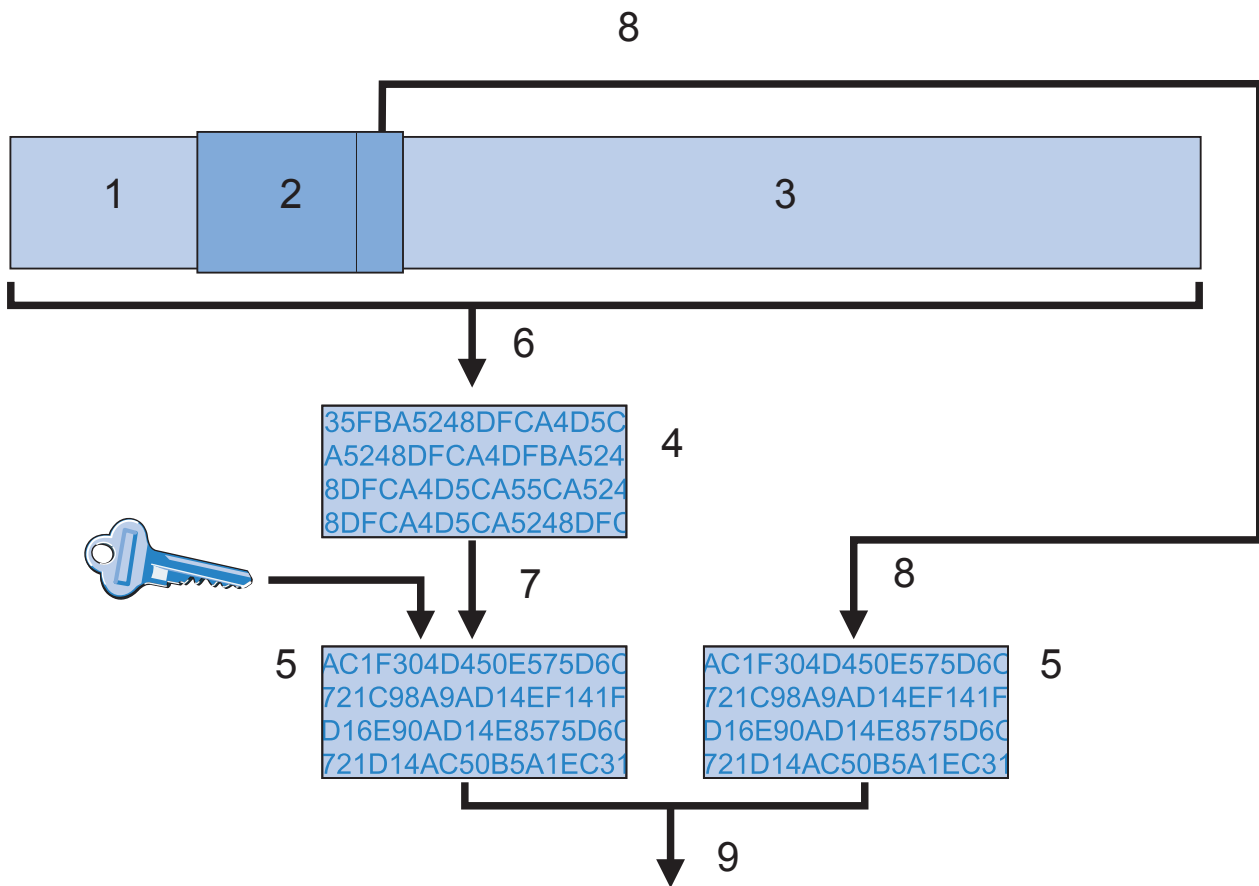 8
1
2
3
6
35FBA5248DFCA4D5C
A5248DFCA4DFBA524
8DFCA4D5CA55CA524
8DFCA4D5CA5248DFC
4
7
8
5
AC1F304D450E575D6C
721C98A9AD14EF141F
D16E90AD14E8575D6C
721D14AC50B5A1EC31
AC1F304D450E575D6C
721C98A9AD14EF141F
D16E90AD14E8575D6C
721D14AC50B5A1EC31
5
9